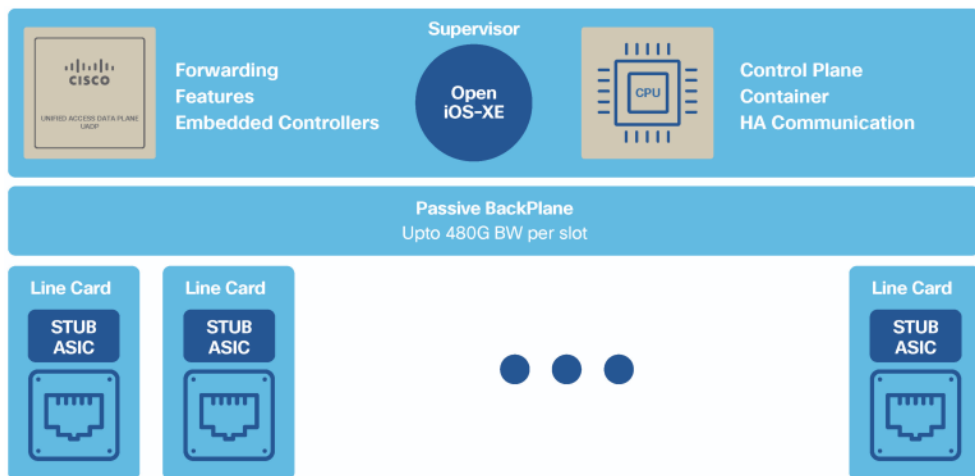 Supervisor
CISCO
UNIFIED ACCESS DATA PLANE
UADP
Forwarding
Features
Embedded Controllers
Open
iOS-XE
CPU
Control Plane
Container
HA Communication
Passive BackPlane
Upto 480G BW per slot
Line Card
STUB
ASIC
Line Card
STUB
ASIC
Line Card
STUB
ASIC